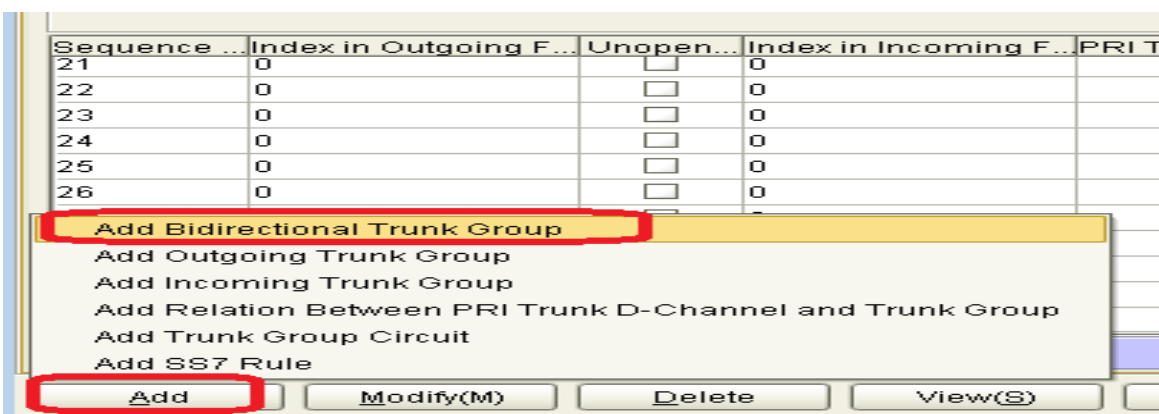 Sequence ... Index in Outgoing F... Unopen... Index in Incoming F... PRI T
21 0 0
22 0 0
23 0 0
24 0 0
25 0 0
26 0 0
Add Bidirectional Trunk Group
Add Outgoing Trunk Group
Add Incoming Trunk Group
Add Relation Between PRI Trunk D-Channel and Trunk Group
Add Trunk Group Circuit
Add SS7 Rule
Add Modify(M) Delete View(S)